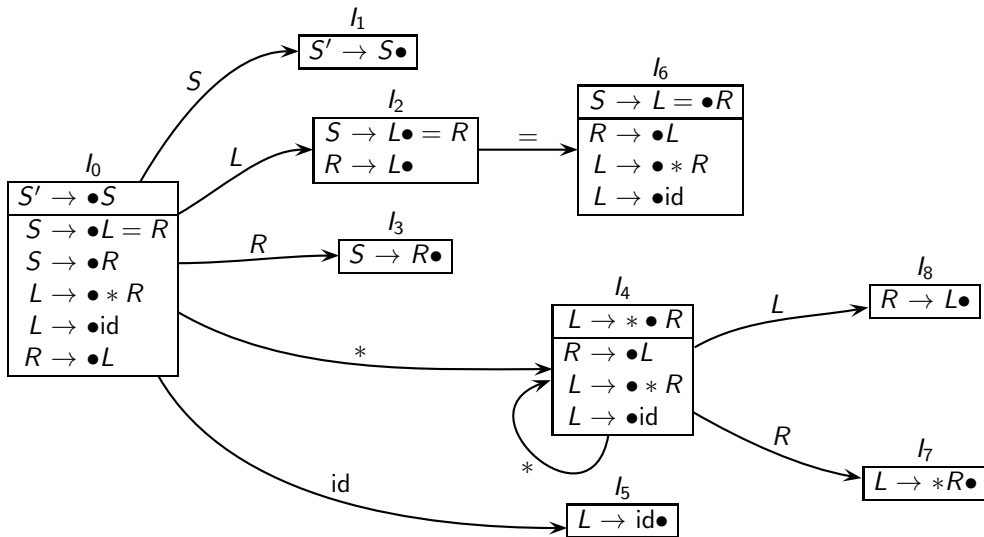 I₁
S′ → S●
S
I₆
S → L = ●R
R → ●L
L → ● ∗ R
L → ●id
I₂
S → L● = R
R → L●
=
L
I₀
S′ → ●S
S → ●L = R
S → ●R
L → ● ∗ R
L → ●id
R → ●L
R
I₃
S → R●
∗
I₄
L → ∗ ● R
R → ●L
L → ● ∗ R
L → ●id
∗
L
I₈
R → L●
R
I₇
L → ∗R●
id
I₅
L → id●